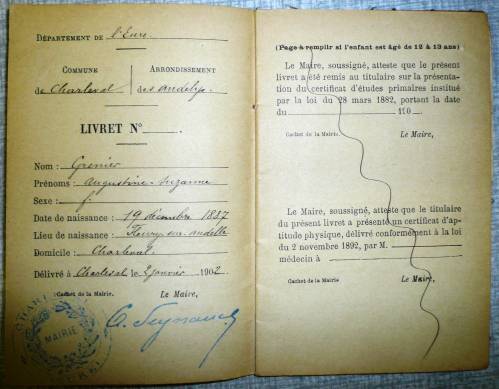 DÉPARTEMENT de l'Eure
COMMUNE
ARRONDISSEMENT
de Charleval
des Andelys
LIVRET N°
Nom : Grenier
Prénoms : Augustine-Suzanne
Sexe : f
Date de naissance : 19 décembre 1887
Lieu de naissance : Fleury-sur-Andelle
Domicile : Charleval
Délivré à Charleval le 2 janvier 1902
Cachet de la Mairie.
Le Maire,
MAIRIE
(Page à remplir si l'enfant est âgé de 12 à 13 ans)
Le Maire, soussigné, atteste que le présent
livret a été remis au titulaire sur la présenta-
tion du certificat d'études primaires institué
par la loi du 28 mars 1882, portant la date
du 190 .
Cachet de la Mairie
Le Maire,
Le Maire, soussigné, atteste que le titulaire
du présent livret a présenté un certificat d'ap-
titude physique, délivré conformément à la loi
du 2 novembre 1892, par M.
médecin à
Cachet de la Mairie
Le Maire,